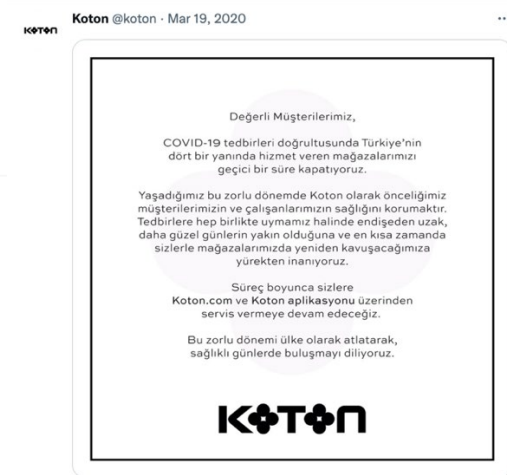 Koton @koton · Mar 19, 2020
KOTON
Değerli Müşterilerimiz,
COVID-19 tedbirleri doğrultusunda Türkiye'nin
dört bir yanında hizmet veren mağazalarımızı
geçici bir süre kapatıyoruz.
Yaşadığımız bu zorlu dönemde Koton olarak önceliğimiz
müşterilerimizin ve çalışanlarımızın sağlığını korumaktır.
Tedbirlere hep birlikte uymamız halinde endişeden uzak,
daha güzel günlerin yakın olduğuna ve en kısa zamanda
sizlerle mağazalarımızda yeniden kavuşacağımıza
yürekten inanıyoruz.
Süreç boyunca sizlere
Koton.com ve Koton aplikasyonu üzerinden
servis vermeye devam edeceğiz.
Bu zorlu dönemi ülke olarak atlatarak,
sağlıklı günlerde buluşmayı diliyoruz.
KOTON